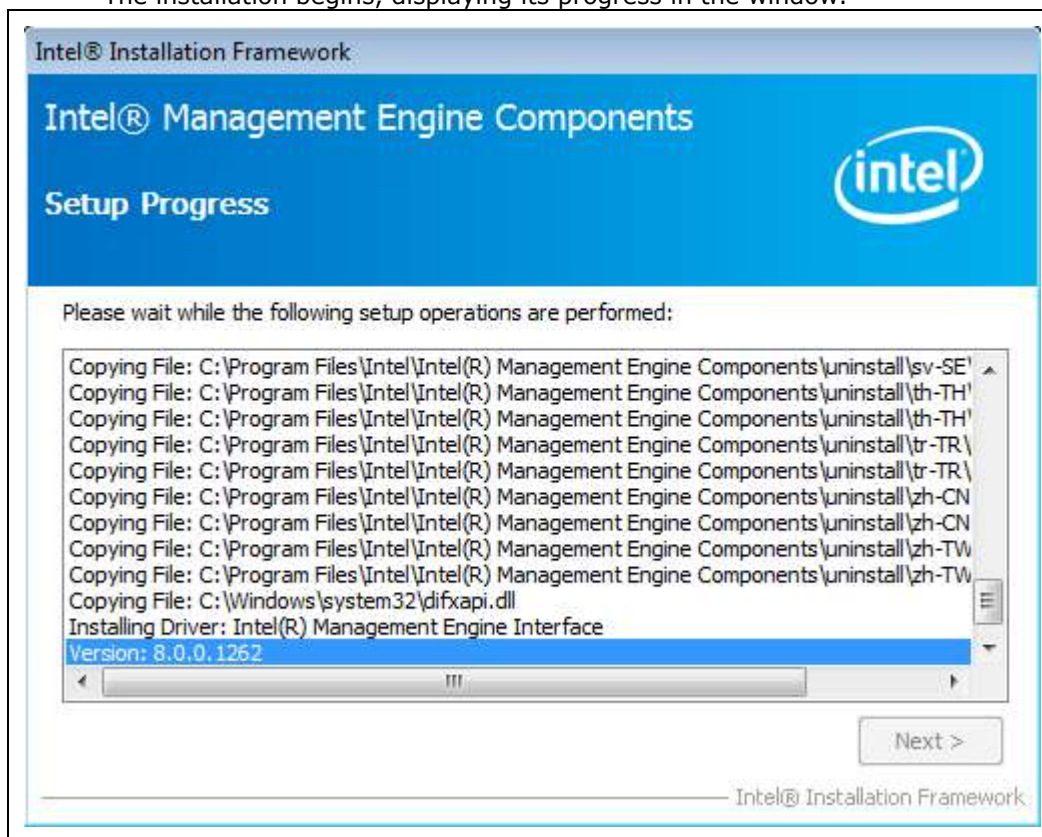 The installation begins, displaying its progress in the window.
Intel® Installation Framework
Intel® Management Engine Components
intel
Setup Progress
Please wait while the following setup operations are performed:
Copying File: C:\Program Files\Intel\Intel(R) Management Engine Components\uninstall\sv-SE\
Copying File: C:\Program Files\Intel\Intel(R) Management Engine Components\uninstall\th-TH\
Copying File: C:\Program Files\Intel\Intel(R) Management Engine Components\uninstall\th-TH\
Copying File: C:\Program Files\Intel\Intel(R) Management Engine Components\uninstall\tr-TR\
Copying File: C:\Program Files\Intel\Intel(R) Management Engine Components\uninstall\tr-TR\
Copying File: C:\Program Files\Intel\Intel(R) Management Engine Components\uninstall\zh-CN
Copying File: C:\Program Files\Intel\Intel(R) Management Engine Components\uninstall\zh-CN
Copying File: C:\Program Files\Intel\Intel(R) Management Engine Components\uninstall\zh-TW
Copying File: C:\Program Files\Intel\Intel(R) Management Engine Components\uninstall\zh-TW
Copying File: C:\Windows\system32\difxapi.dll
Installing Driver: Intel(R) Management Engine Interface
Version: 8.0.0.1262
Next >
Intel® Installation Framework